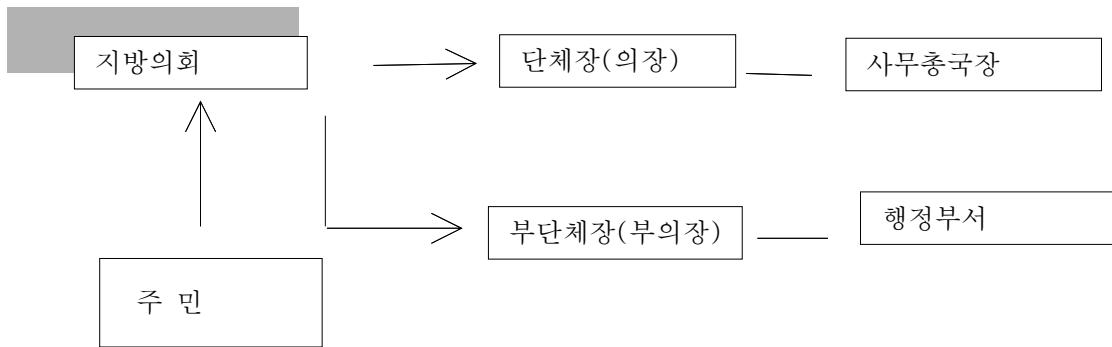 지방의회
단체장(의장)
사무총국장
부단체장(부의장)
행정부서
주 민